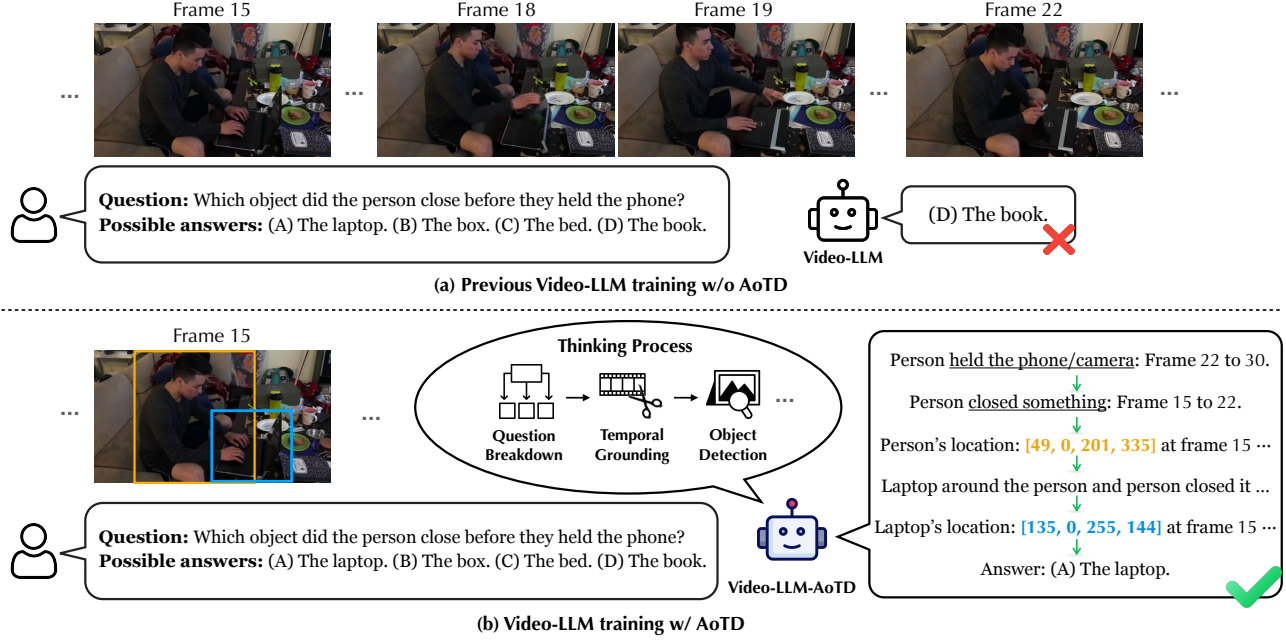 Frame 15
Frame 18
Frame 19
Frame 22
...
...
...
...
Question: Which object did the person close before they held the phone?
Possible answers: (A) The laptop. (B) The box. (C) The bed. (D) The book.
(D) The book.
Video-LLM
(a) Previous Video-LLM training w/o AoTD
Frame 15
...
...
Thinking Process
Question Breakdown
Temporal Grounding
Object Detection
...
Person held the phone/camera: Frame 22 to 30.
Person closed something: Frame 15 to 22.
Person's location: [49, 0, 201, 335] at frame 15 ...
Laptop around the person and person closed it ...
Laptop's location: [135, 0, 255, 144] at frame 15 ...
Answer: (A) The laptop.
Question: Which object did the person close before they held the phone?
Possible answers: (A) The laptop. (B) The box. (C) The bed. (D) The book.
Video-LLM-AoTD
(b) Video-LLM training w/ AoTD